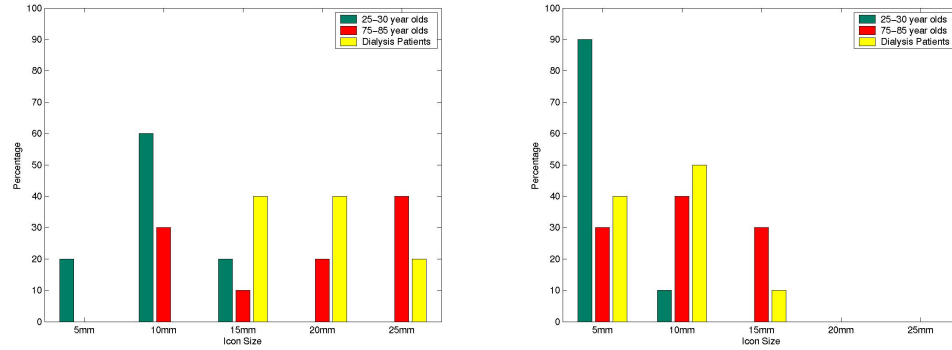 100
90
80
70
60
50
40
30
20
10
0
Percentage
5mm
10mm
15mm
20mm
25mm
Icon Size
25-30 year olds
75-85 year olds
Dialysis Patients
100
90
80
70
60
50
40
30
20
10
0
Percentage
5mm
10mm
15mm
20mm
25mm
Icon Size
25-30 year olds
75-85 year olds
Dialysis Patients